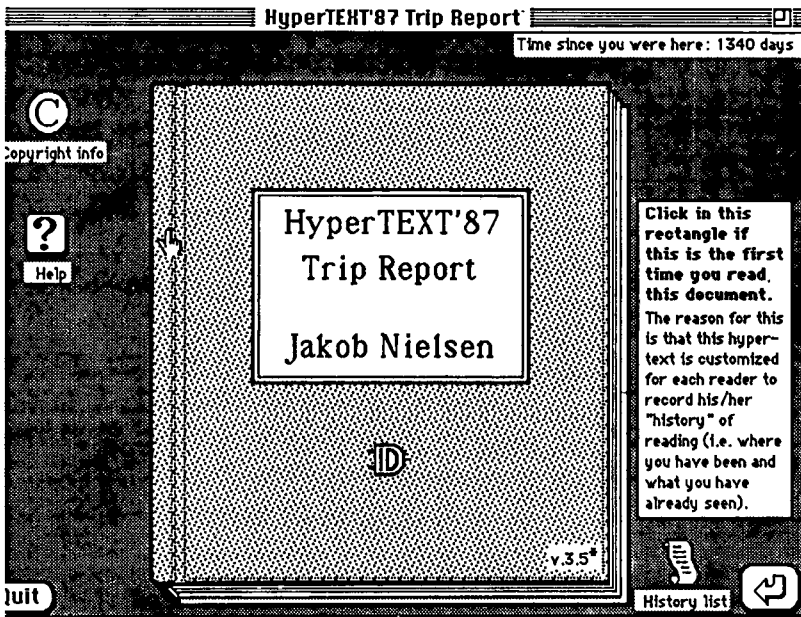 HyperTEXT'87 Trip Report
Time since you were here: 1340 days
C
Copyright info
?
Help
HyperTEXT'87
Trip Report
Jakob Nielsen
ID
v.3.5*
Click in this
rectangle if
this is the first
time you read
this document.
The reason for this
is that this hyper-
text is customized
for each reader to
record his/her
"history" of
reading (i.e. where
you have been and
what you have
already seen).
History list
Quit